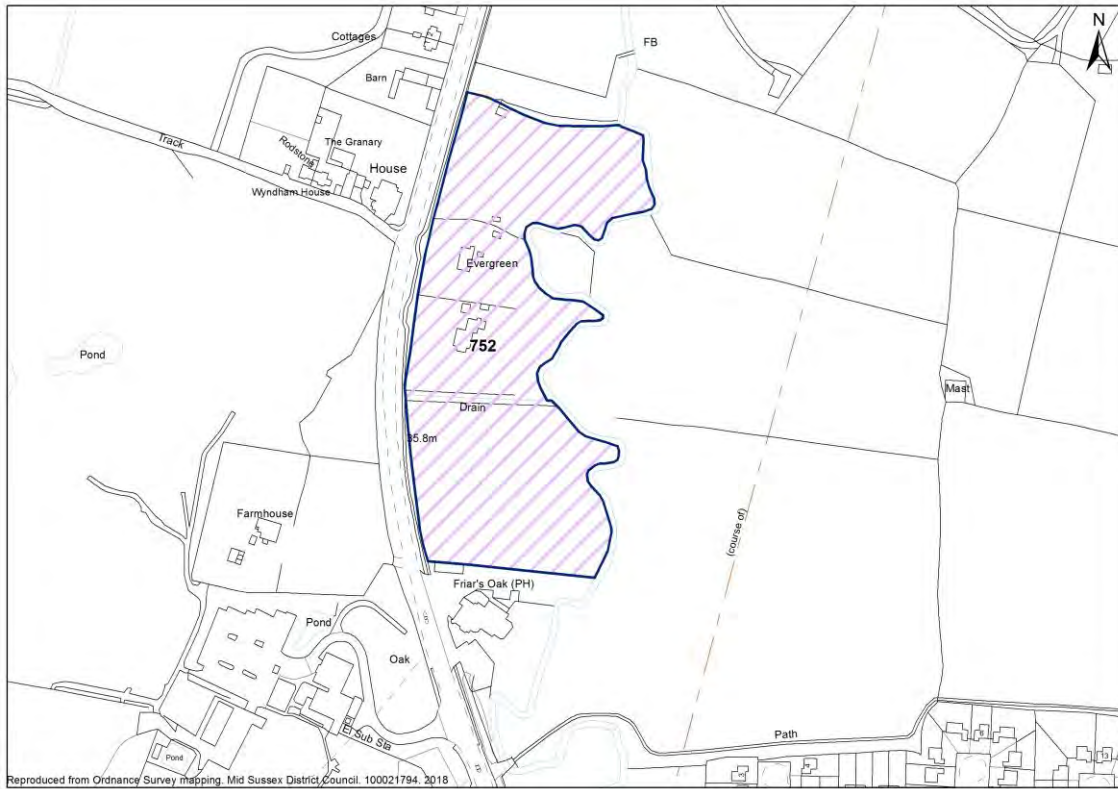 N
Cottages
2
FB
Barn
Track
The Granary
Rodstone
House
Wyndham House
Evergreen
752
Pond
Mast
Drain
35.8m
Farmhouse
(course of)
Friar's Oak (PH)
Pond
Oak
El Sub Sta
Path
Pond
Reproduced from Ordnance Survey mapping. Mid Sussex District Council. 100021794. 2018